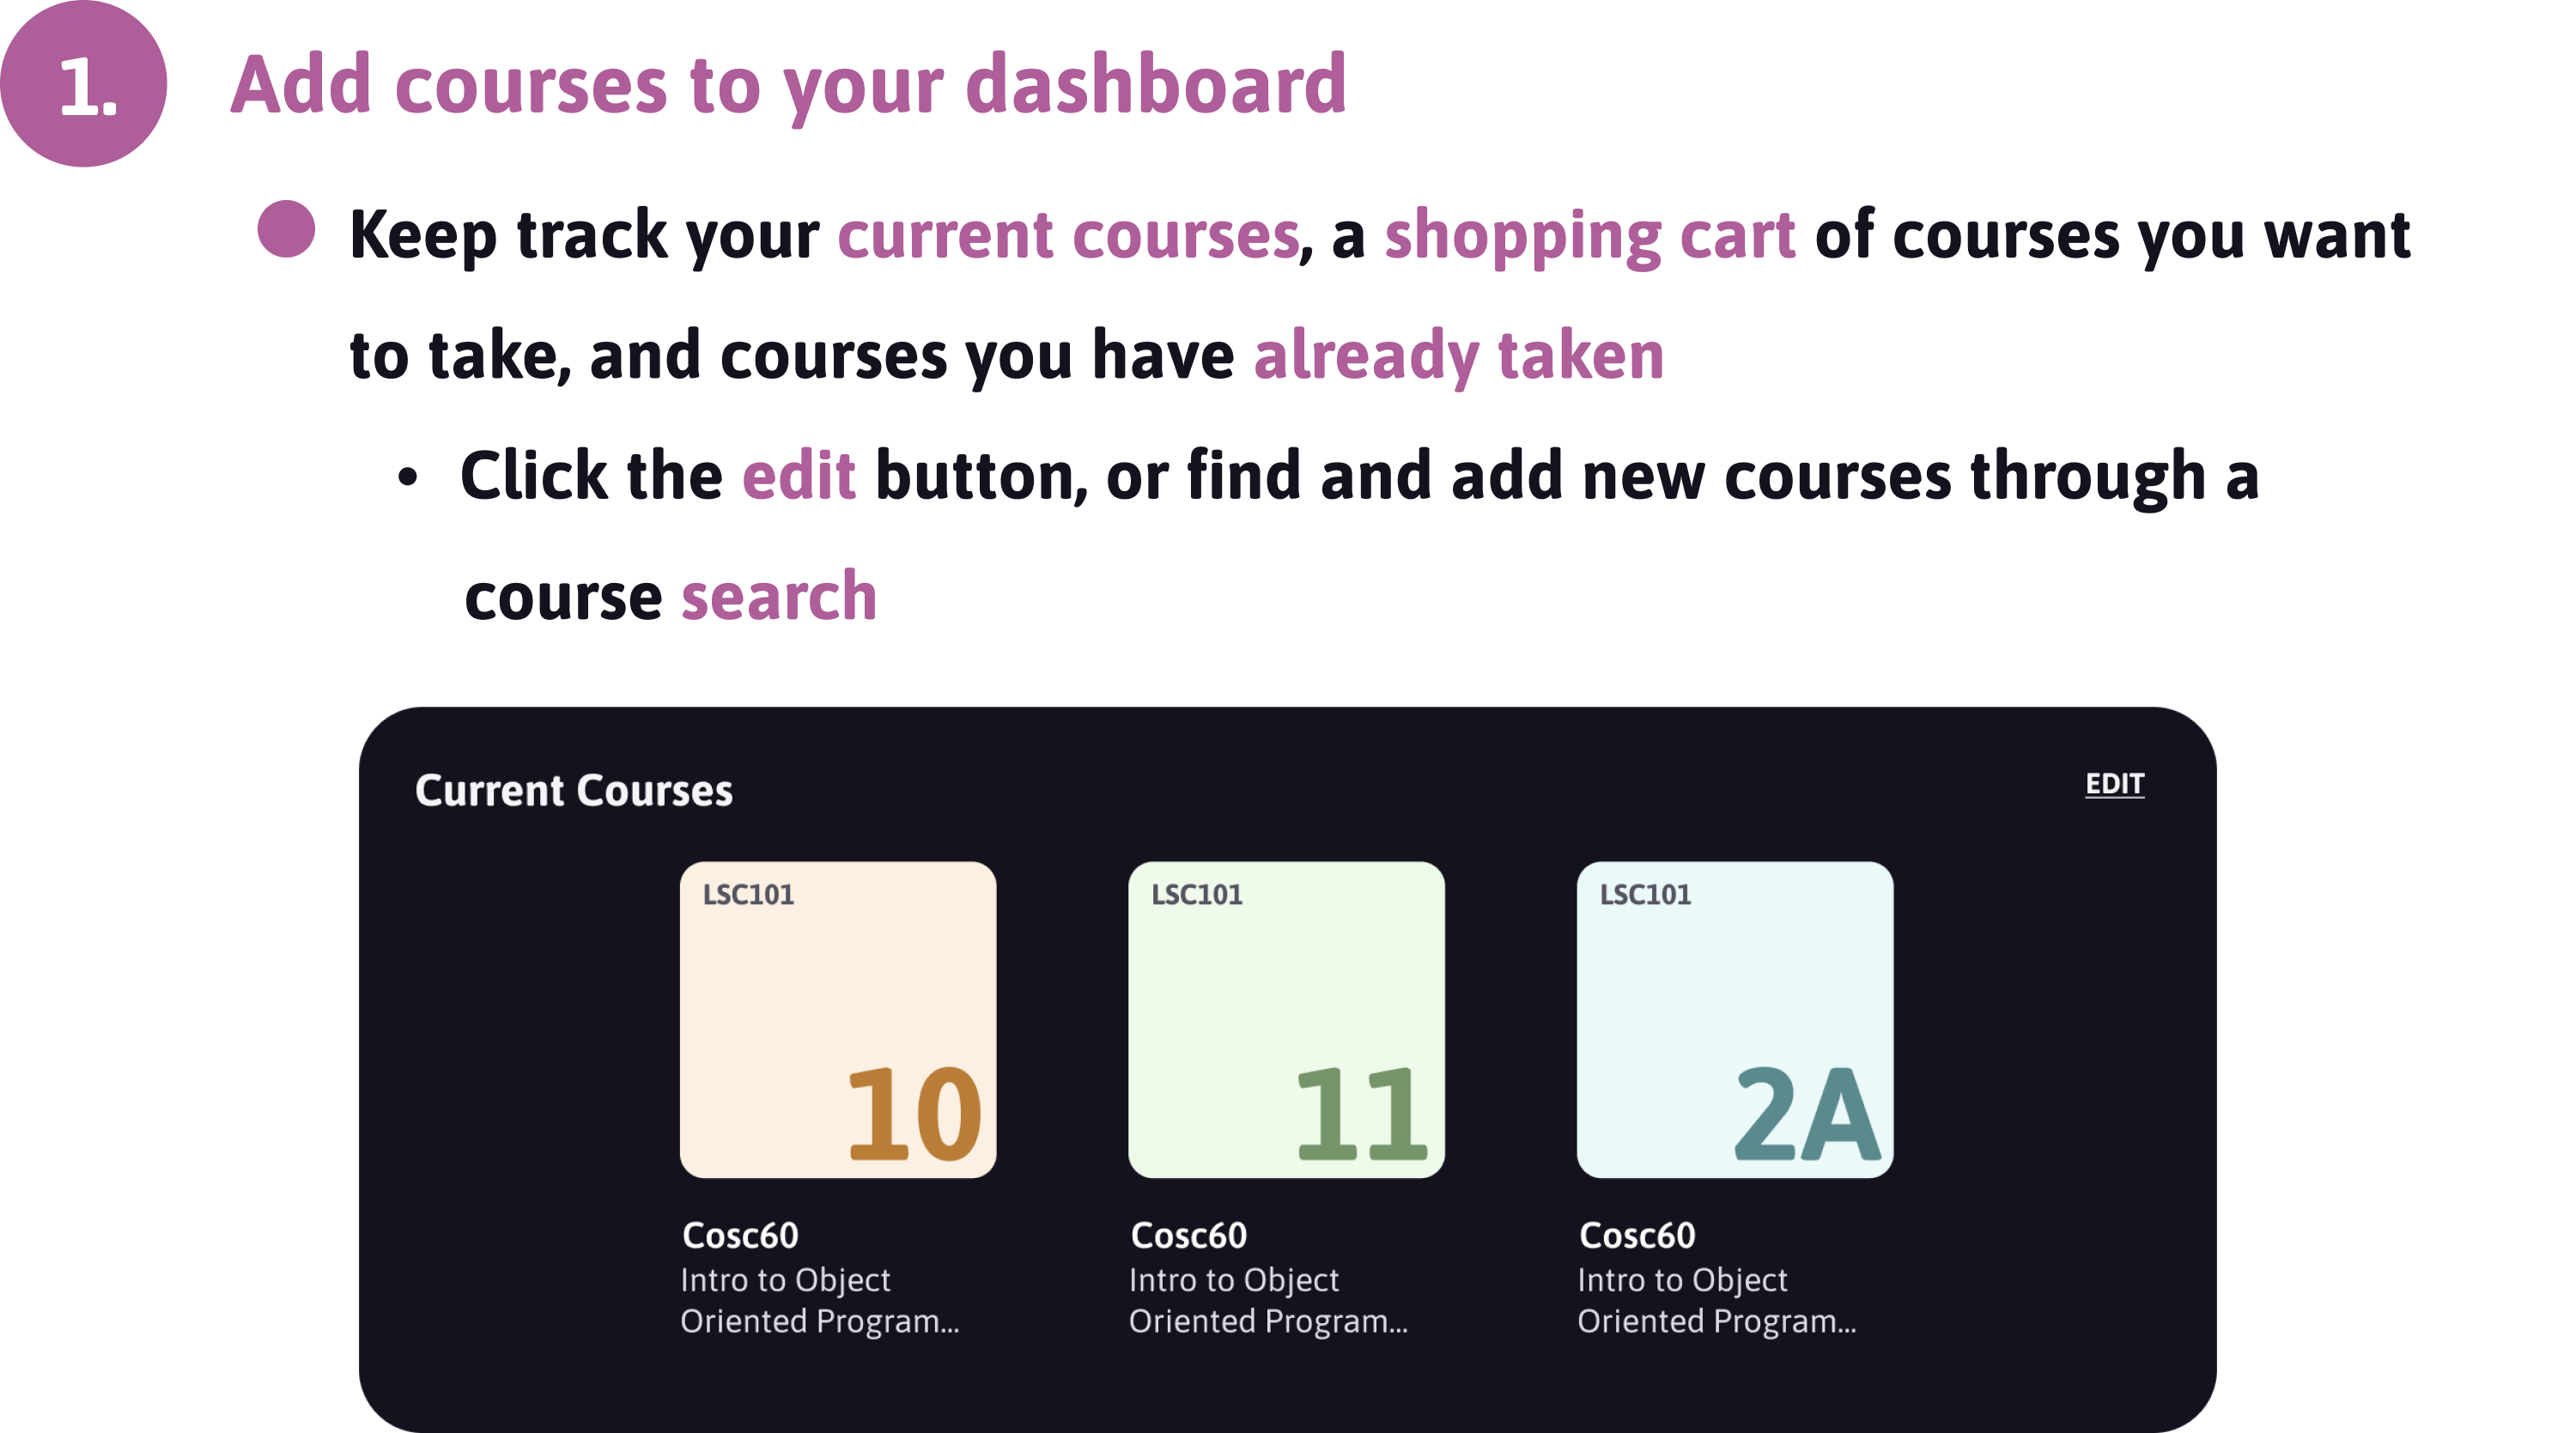 1. Add courses to your dashboard
Keep track your current courses, a shopping cart of courses you want
to take, and courses you have already taken
• Click the edit button, or find and add new courses through a
course search
Current Courses
EDIT
LSC101
10
Cosc60
Intro to Object
Oriented Program...
LSC101
11
Cosc60
Intro to Object
Oriented Program...
LSC101
2A
Cosc60
Intro to Object
Oriented Program...